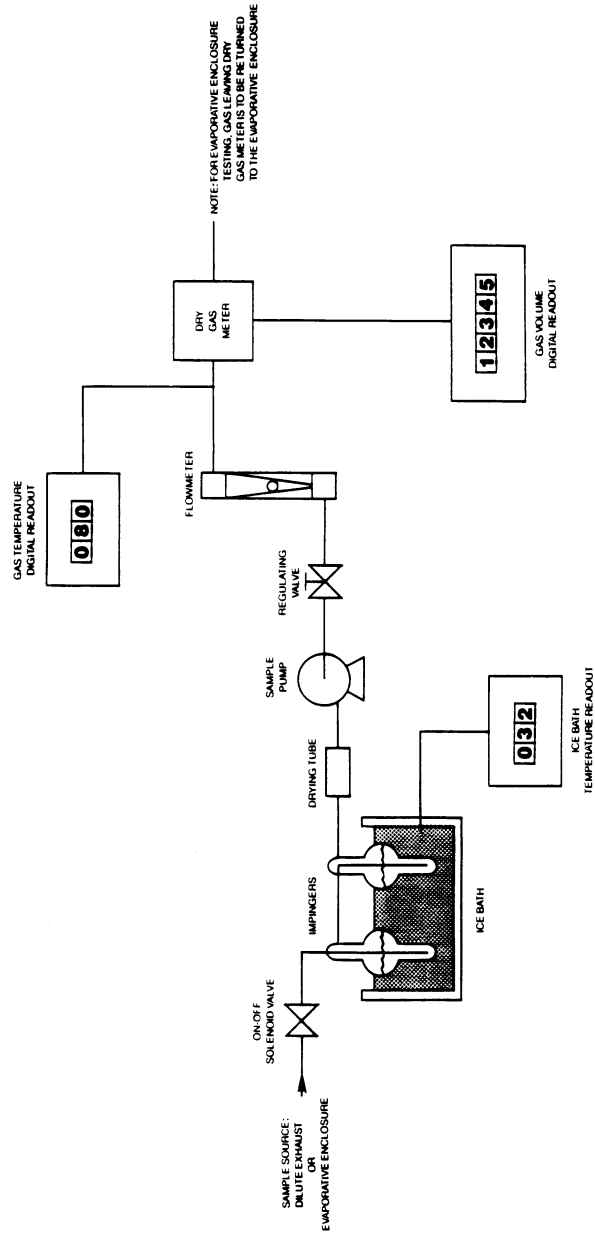 SAMPLE SOURCE:
DILUTE EXHAUST
OR
EVAPORATIVE ENCLOSURE
ON-OFF
SOLENOID VALVE
IMPINGERS
ICE BATH
DRYING TUBE
ICE BATH
TEMPERATURE READOUT
032
SAMPLE
PUMP
REGULATING
VALVE
FLOWMETER
GAS TEMPERATURE
DIGITAL READOUT
080
DRY
GAS
METER
GAS VOLUME
DIGITAL READOUT
12345
NOTE: FOR EVAPORATIVE ENCLOSURE
TESTING, GAS LEAVING DRY
GAS METER IS TO BE RETURNED
TO THE EVAPORATIVE ENCLOSURE